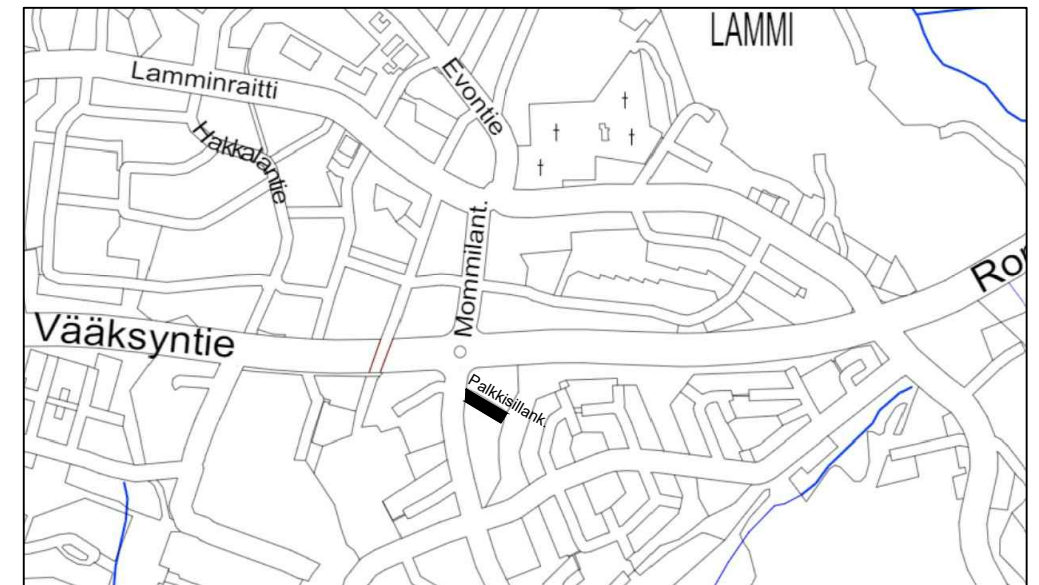 LAMMI
Lamminraitti
Evontie
Hakkalantie
Mommilant.
Vääksyntie
Palkkisillank.